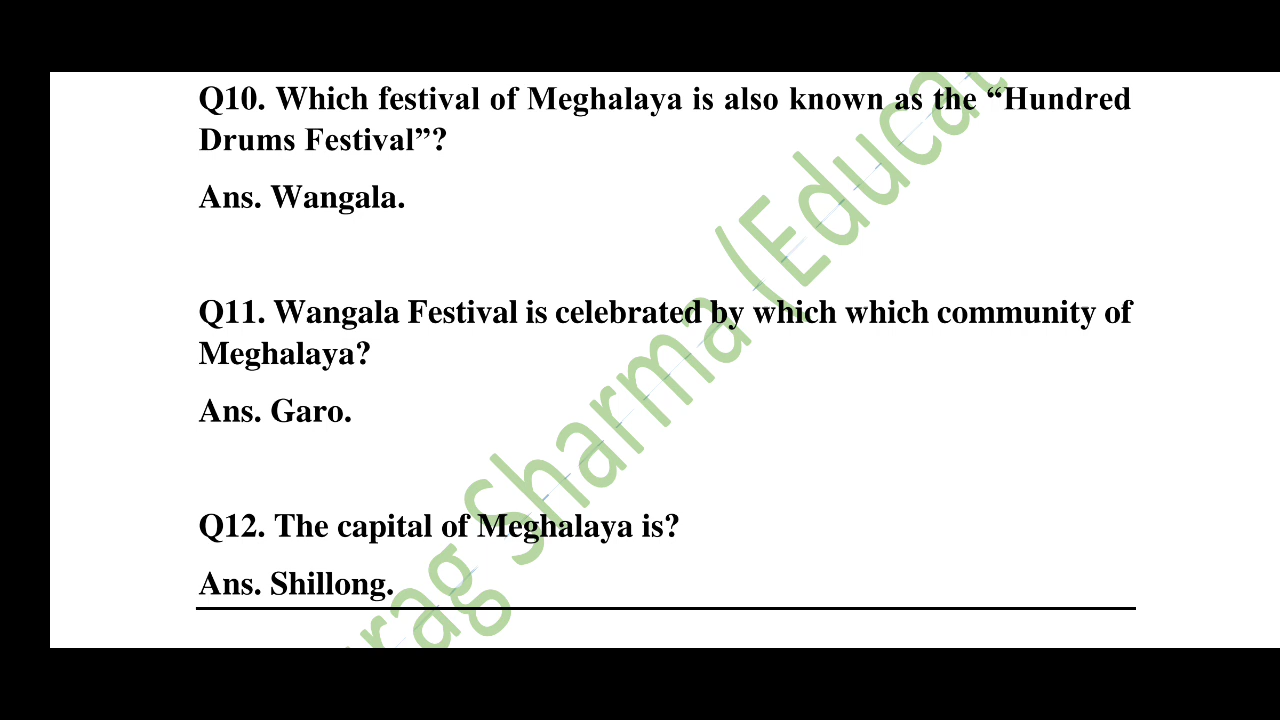 Q10. Which festival of Meghalaya is also known as the “Hundred
Drums Festival”?
Ans. Wangala.
Q11. Wangala Festival is celebrated by which which community of
Meghalaya?
Ans. Garo.
Q12. The capital of Meghalaya is?
Ans. Shillong.
Sharma